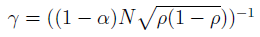 γ = ((1 − α)N√(ρ(1 − ρ)))⁻¹